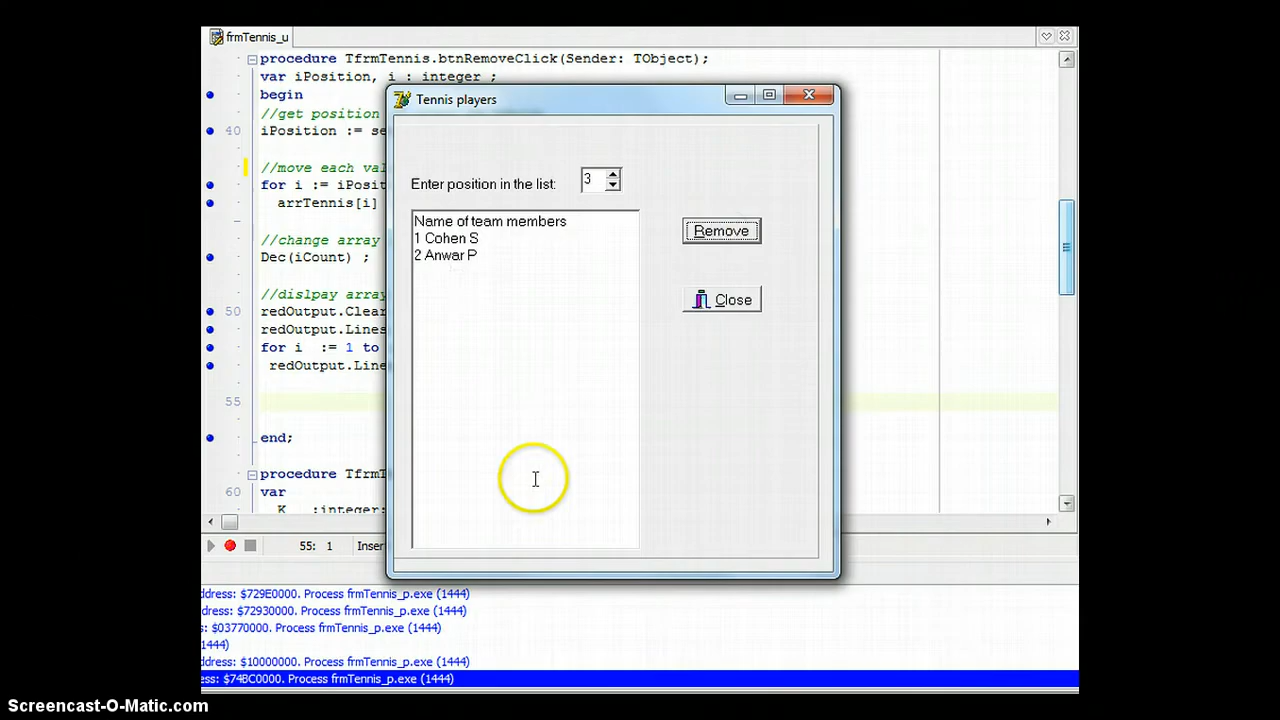 frmTennis_u
procedure TfrmTennis.btnRemoveClick(Sender: TObject);
var iPosition, i : integer ;
begin
//get position
40 iPosition := se
//move each val
for i := iPosit
arrTennis[i]
//change array
Dec(iCount) ;
//dislpay array
50 redOutput.Clear
redOutput.Lines
for i := 1 to
redOutput.Line
55
end;
procedure TfrmT
60 var
K :integer;
55: 1 Inser
Tennis players
Enter position in the list: 3
Name of team members
1 Cohen S
2 Anwar P
Remove
Close
address: $729E0000. Process frmTennis_p.exe (1444)
dress: $72930000. Process frmTennis_p.exe (1444)
s: $03770000. Process frmTennis_p.exe (1444)
1444)
address: $10000000. Process frmTennis_p.exe (1444)
ess: $74BC0000. Process frmTennis_p.exe (1444)
Screencast-O-Matic.com